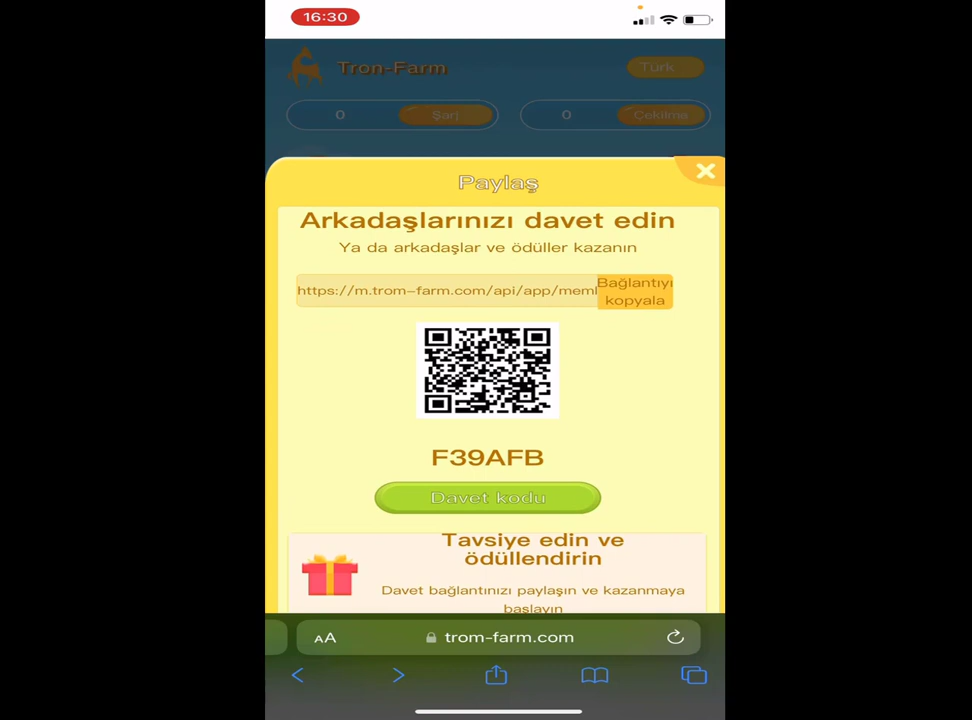 16:30
Tron-Farm
Türk
0
Şarj
0
Çekilme
Paylaş
Arkadaşlarınızı davet edin
Ya da arkadaşlar ve ödüller kazanın
https://m.trom-farm.com/api/app/meml
Bağlantıyı
kopyala
F39AFB
Davet kodu
Tavsiye edin ve
ödüllendirin
Davet bağlantınızı paylaşın ve kazanmaya
başlayın
AA
trom-farm.com